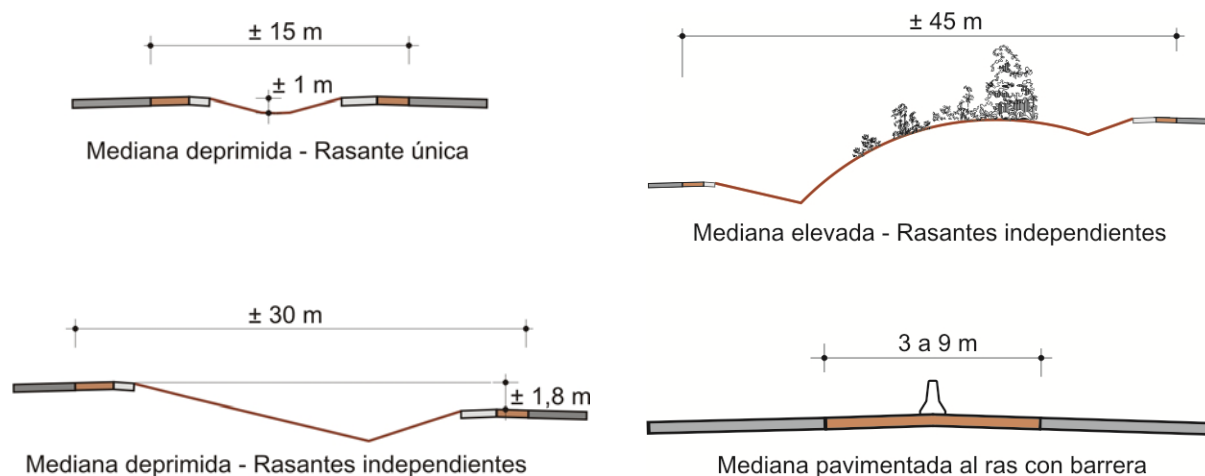 ± 15 m
± 1 m
Mediana deprimida - Rasante única
± 45 m
Mediana elevada - Rasantes independientes
± 30 m
± 1,8 m
Mediana deprimida - Rasantes independientes
3 a 9 m
Mediana pavimentada al ras con barrera